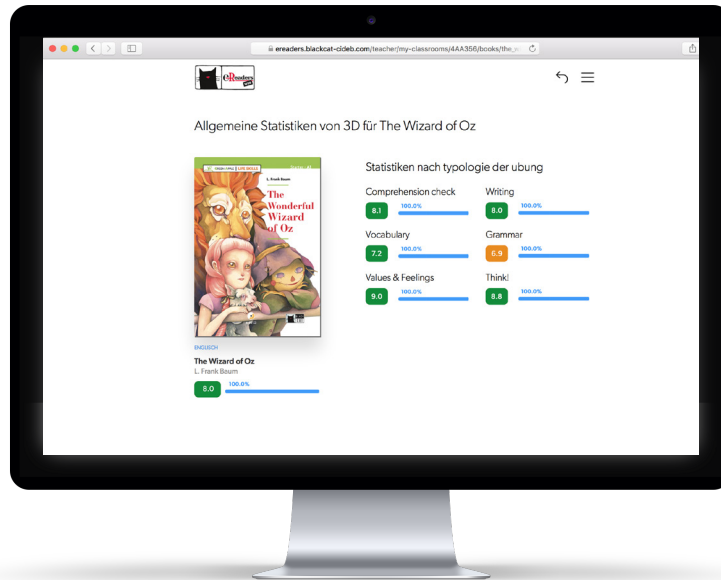 ereaders.blackcat-cideb.com/teacher/my-classrooms/4AA356/books/the_w
eReaders
Allgemeine Statistiken von 3D für The Wizard of Oz
L. Frank Baum
The
Wonderful
Wizard
of Oz
ENGLISCH
The Wizard of Oz
L. Frank Baum
8.0 100.0%
Statistiken nach typologie der ubung
Comprehension check
8.1 100.0%
Writing
8.0 100.0%
Vocabulary
7.2 100.0%
Grammar
5.9 100.0%
Values & Feelings
9.0 100.0%
Think!
8.8 100.0%